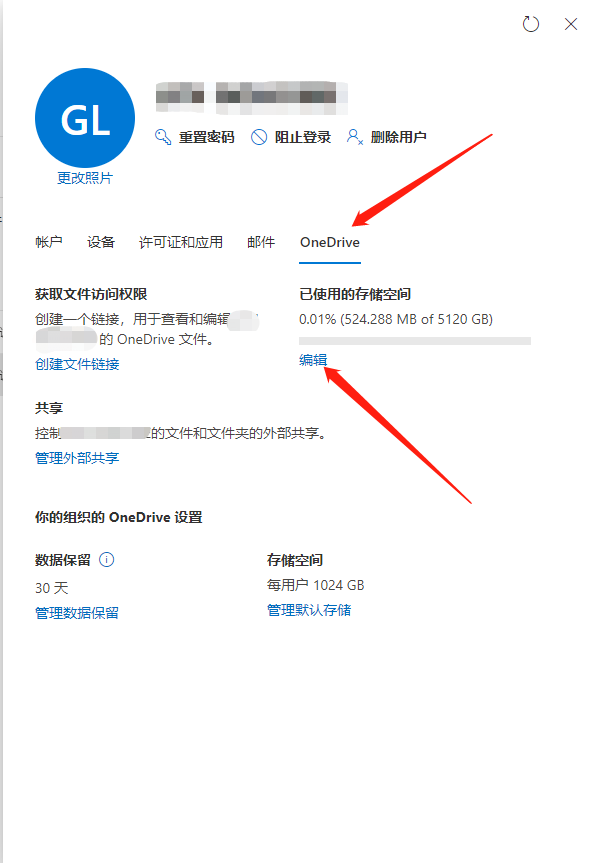 GL
重置密码 阻止登录 删除用户
更改照片
帐户 设备 许可证和应用 邮件 OneDrive
获取文件访问权限
创建一个链接，用于查看和编辑
的 OneDrive 文件。
创建文件链接
已使用的存储空间
0.01% (524.288 MB of 5120 GB)
编辑
共享
控制
的文件和文件夹的外部共享。
管理外部共享
你的组织的 OneDrive 设置
数据保留
30 天
管理数据保留
存储空间
每用户 1024 GB
管理默认存储